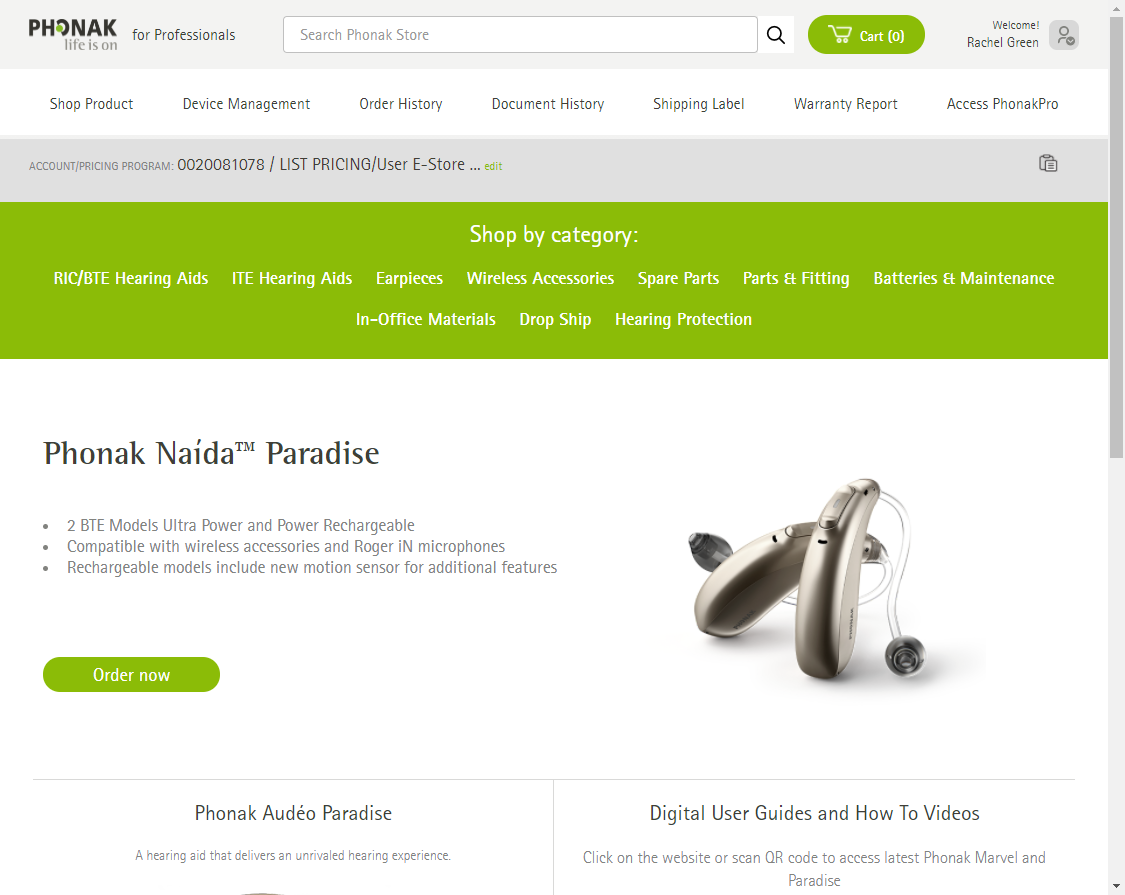 PHONAK
life is on
for Professionals
Search Phonak Store
Cart (0)
Welcome!
Rachel Green
Shop Product
Device Management
Order History
Document History
Shipping Label
Warranty Report
Access PhonakPro
ACCOUNT/PRICING PROGRAM: 0020081078 / LIST PRICING/User E-Store ... edit
Shop by category:
RIC/BTE Hearing Aids
ITE Hearing Aids
Earpieces
Wireless Accessories
Spare Parts
Parts & Fitting
Batteries & Maintenance
In-Office Materials
Drop Ship
Hearing Protection
Phonak Naída™ Paradise
• 2 BTE Models Ultra Power and Power Rechargeable
• Compatible with wireless accessories and Roger iN microphones
• Rechargeable models include new motion sensor for additional features
PHONAK
Order now
Phonak Audéo Paradise
A hearing aid that delivers an unrivaled hearing experience.
Digital User Guides and How To Videos
Click on the website or scan QR code to access latest Phonak Marvel and
Paradise